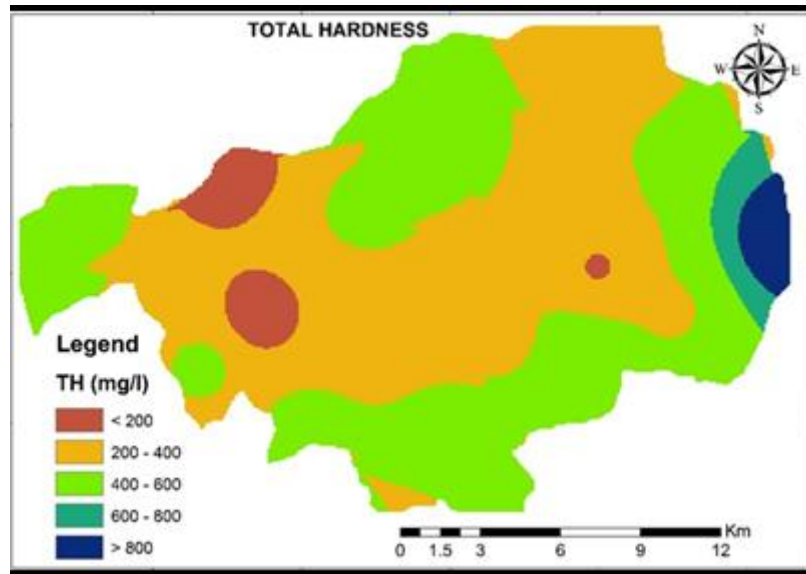 TOTAL HARDNESS
N
W E
S
Legend
TH (mg/l)
< 200
200 - 400
400 - 600
600 - 800
> 800
Km
0 1.5 3 6 9 12